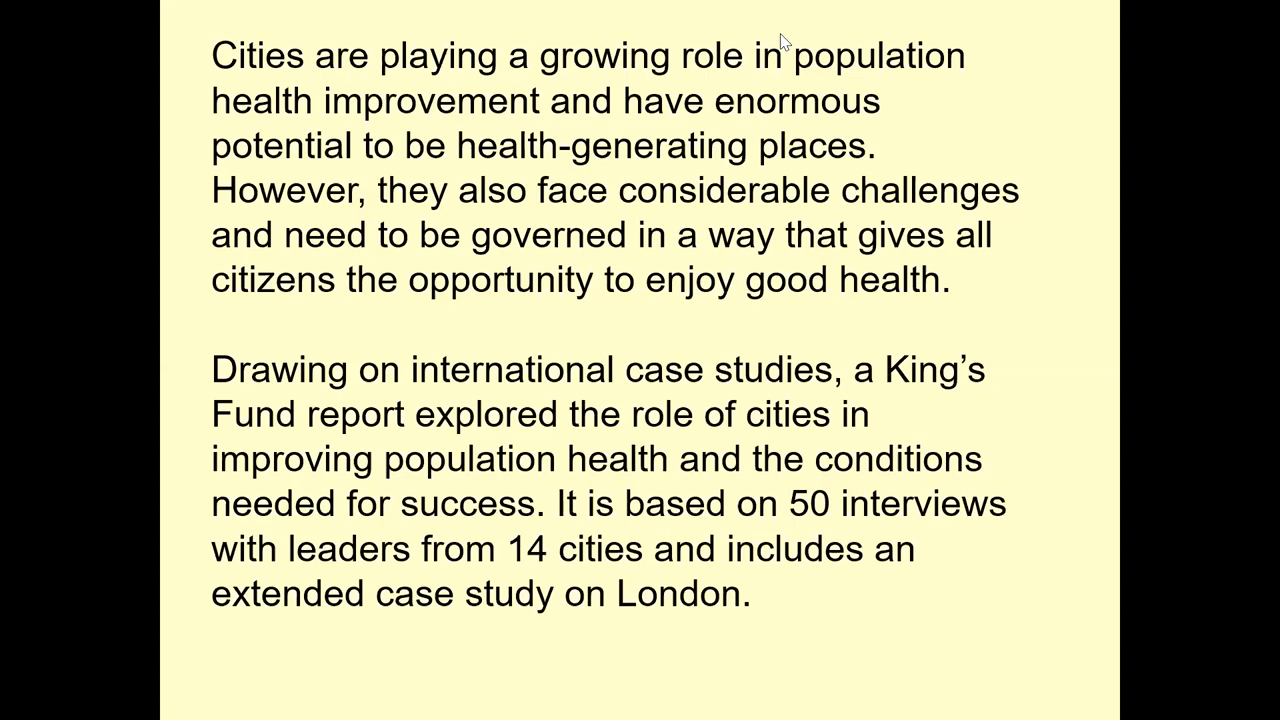 Cities are playing a growing role in population
health improvement and have enormous
potential to be health-generating places.
However, they also face considerable challenges
and need to be governed in a way that gives all
citizens the opportunity to enjoy good health.
Drawing on international case studies, a King’s
Fund report explored the role of cities in
improving population health and the conditions
needed for success. It is based on 50 interviews
with leaders from 14 cities and includes an
extended case study on London.